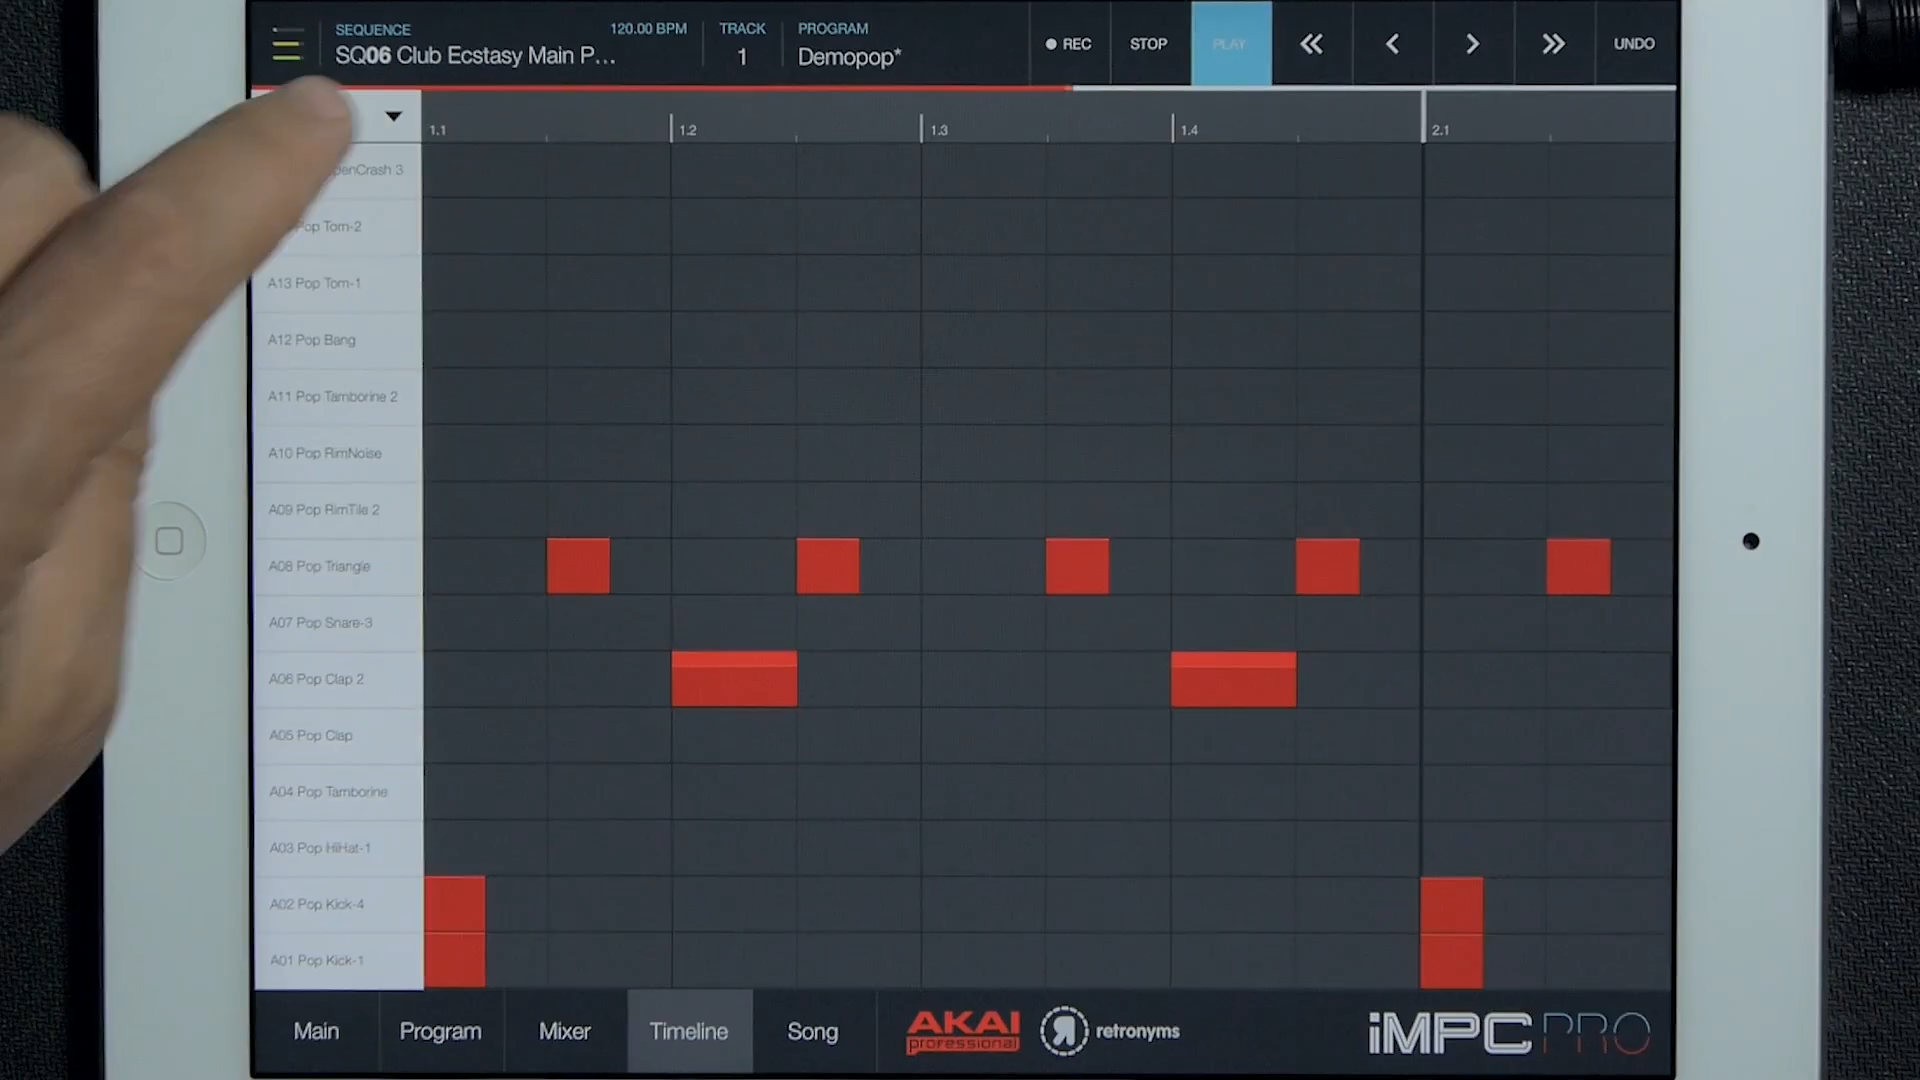 SEQUENCE 120.00 BPM TRACK PROGRAM
SQ06 Club Ecstasy Main P... 1 Demopop*
REC STOP PLAY UNDO
1.1 1.2 1.3 1.4 2.1
Crash 3
Pop Tom-2
A13 Pop Tom-1
A12 Pop Bang
A11 Pop Tamborine 2
A10 Pop RimNoise
A09 Pop RimTile 2
A08 Pop Triangle
A07 Pop Snare-3
A06 Pop Clap 2
A05 Pop Clap
A04 Pop Tamborine
A03 Pop HiHat-1
A02 Pop Kick-4
A01 Pop Kick-1
Main Program Mixer Timeline Song
AKAI
professional
retronyms
iMPC PRO